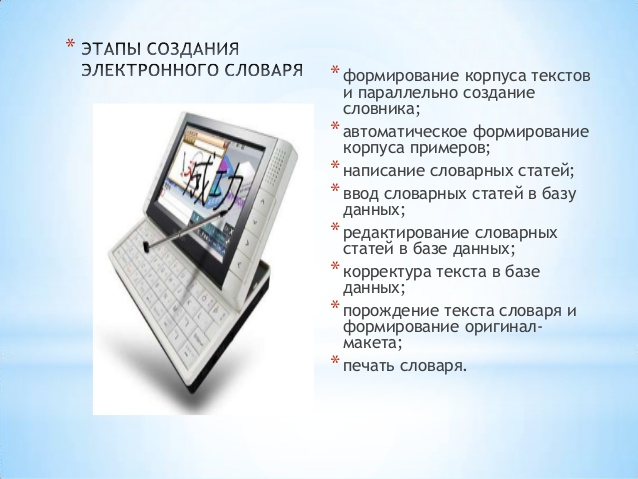 * ЭТАПЫ СОЗДАНИЯ
ЭЛЕКТРОННОГО СЛОВАРЯ
* формирование корпуса текстов
и параллельно создание
словника;
* автоматическое формирование
корпуса примеров;
* написание словарных статей;
* ввод словарных статей в базу
данных;
* редактирование словарных
статей в базе данных;
* корректура текста в базе
данных;
* порождение текста словаря и
формирование оригинал-
макета;
* печать словаря.
成功